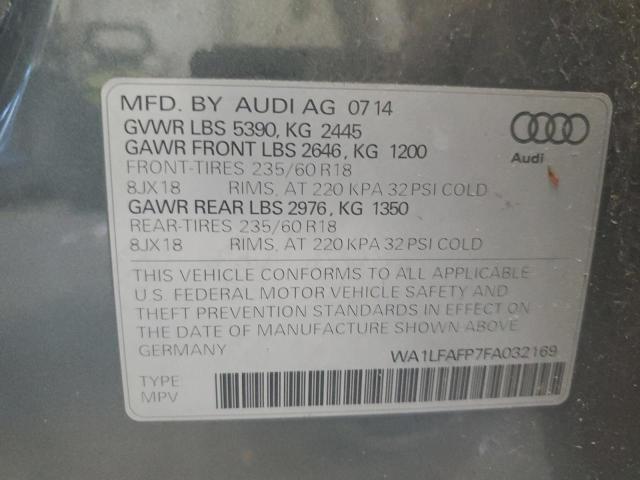 MFD. BY AUDI AG 07 14
GVWR LBS 5390, KG 2445
GAWR FRONT LBS 2646, KG 1200
FRONT-TIRES 235/60 R18
8JX18 RIMS, AT 220 KPA 32 PSI COLD
GAWR REAR LBS 2976, KG 1350
REAR-TIRES 235/60 R18
8JX18 RIMS, AT 220 KPA 32 PSI COLD
Audi
THIS VEHICLE CONFORMS TO ALL APPLICABLE
U.S. FEDERAL MOTOR VEHICLE SAFETY AND
THEFT PREVENTION STANDARDS IN EFFECT ON
THE DATE OF MANUFACTURE SHOWN ABOVE.
GERMANY WA1LFAFP7FA032169
TYPE
MPV